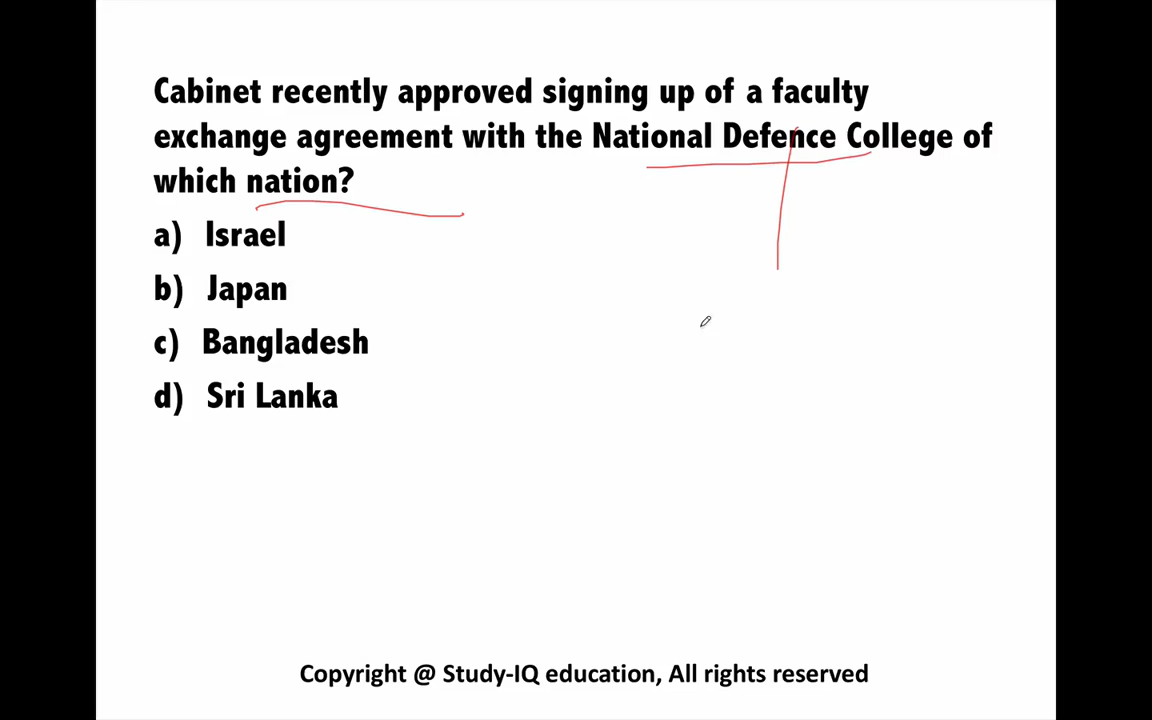 Cabinet recently approved signing up of a faculty
exchange agreement with the National Defence College of
which nation?
a) Israel
b) Japan
c) Bangladesh
d) Sri Lanka
Copyright @ Study-IQ education, All rights reserved